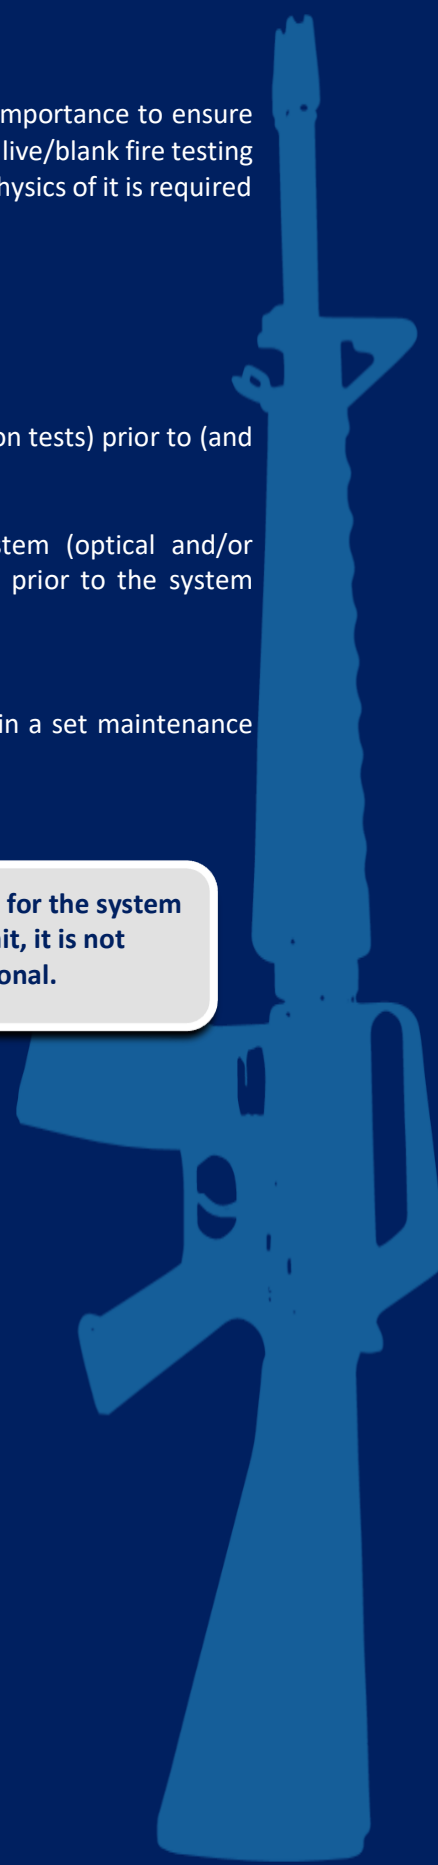 mportance to ensure
live/blank fire testing
hysics of it is required
on tests) prior to (and
stem (optical and/or
prior to the system
in a set maintenance
for the system
it, it is not
onal.